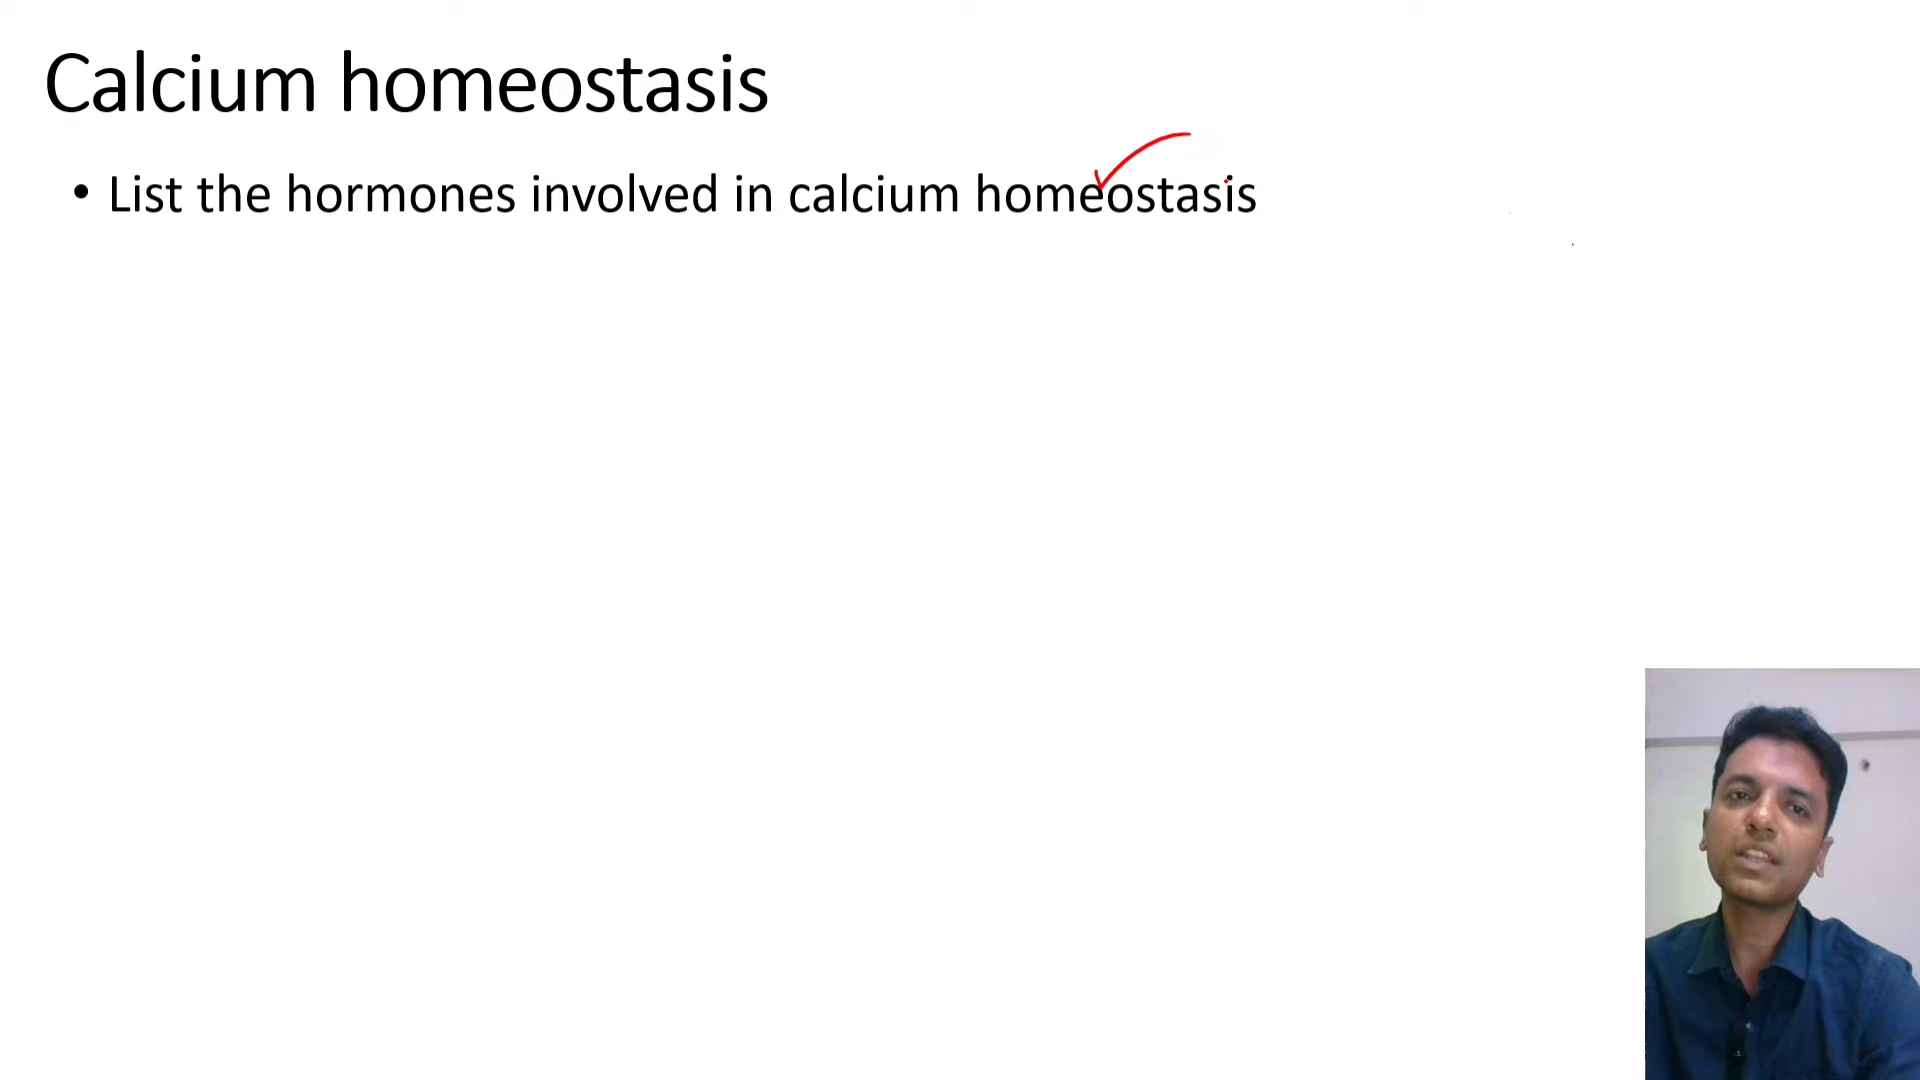 Calcium homeostasis
• List the hormones involved in calcium homeostasis